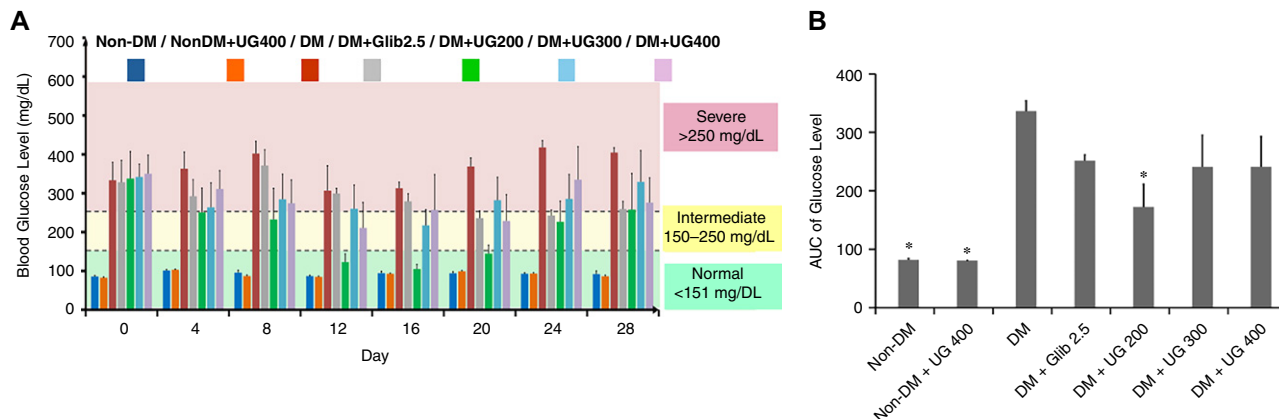 A
Non-DM / NonDM+UG400 / DM / DM+Glib2.5 / DM+UG200 / DM+UG300 / DM+UG400
Blood Glucose Level (mg/dL)
700
600
500
400
300
200
100
0
Severe
>250 mg/dL
Intermediate
150–250 mg/dL
Normal
<151 mg/DL
0 4 8 12 16 20 24 28
Day
B
AUC of Glucose Level
400
300
200
100
0
*
*
*
Non-DM
Non-DM + UG 400
DM
DM + Glib 2.5
DM + UG 200
DM + UG 300
DM + UG 400